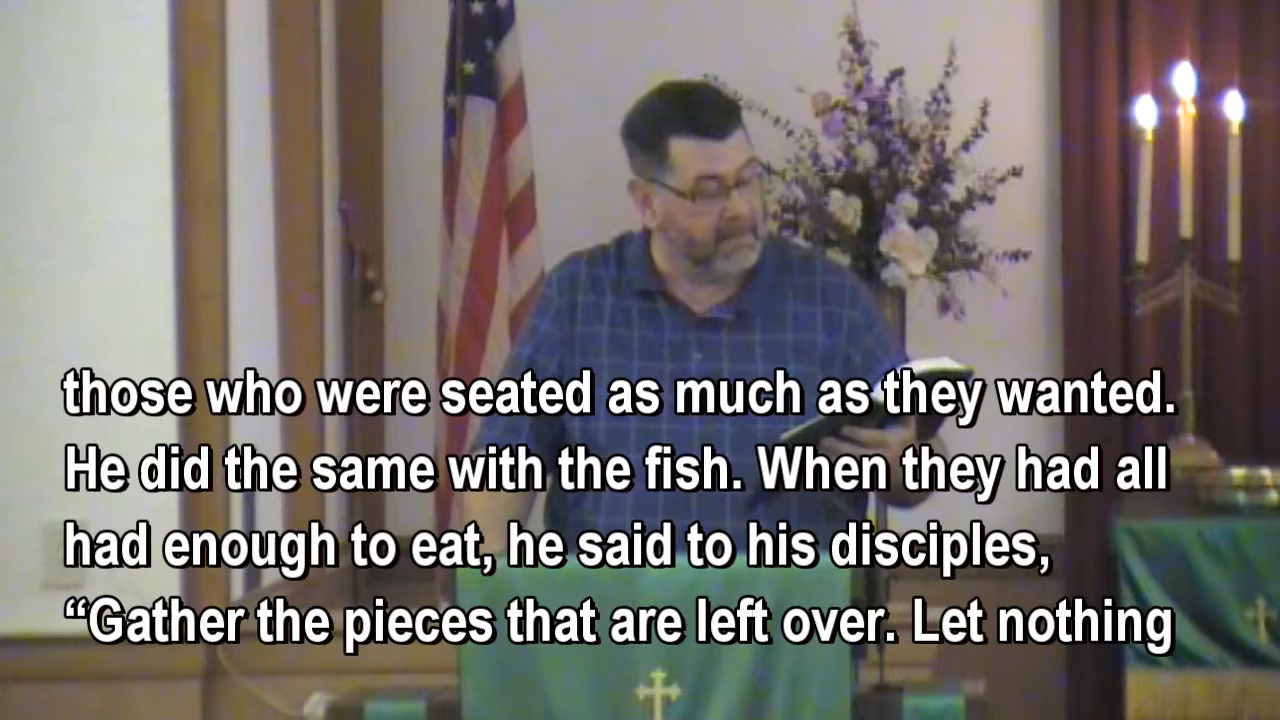 those who were seated as much as they wanted.
He did the same with the fish. When they had all
had enough to eat, he said to his disciples,
“Gather the pieces that are left over. Let nothing